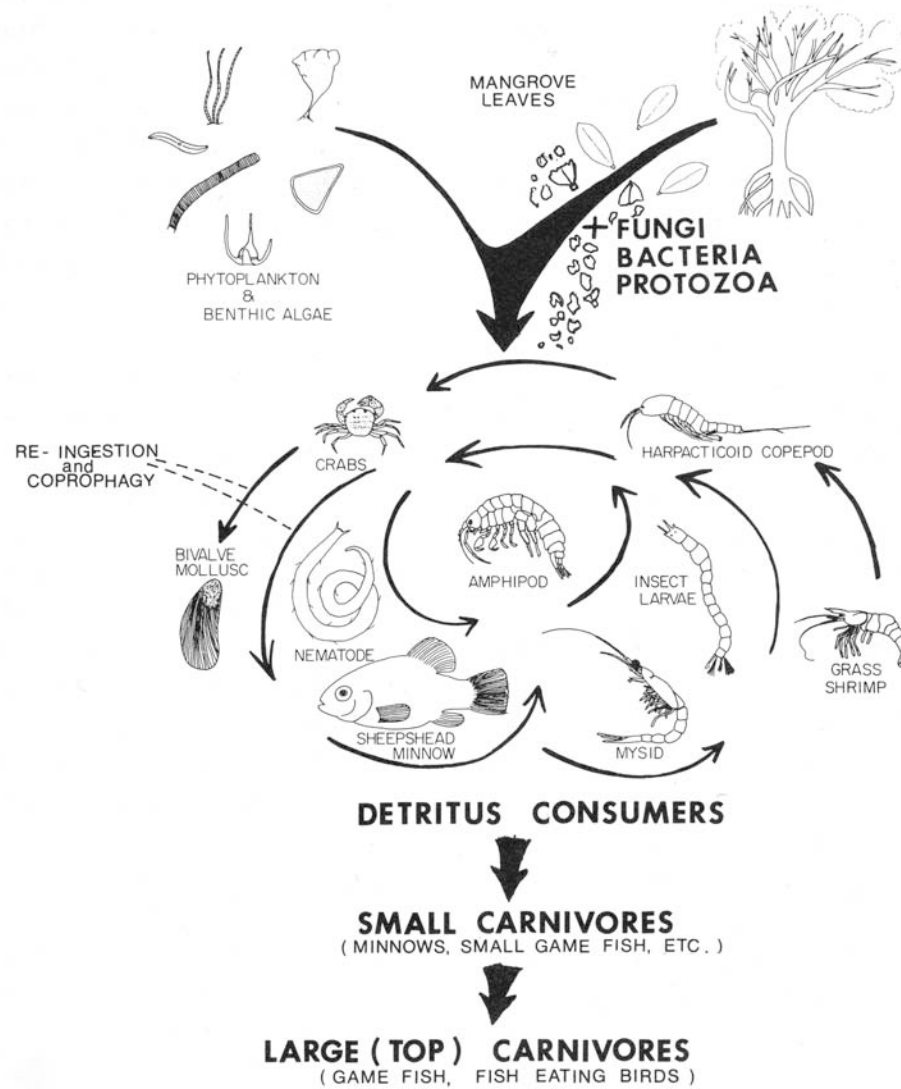 MANGROVE
LEAVES
+ FUNGI
BACTERIA
PROTOZOA
PHYTOPLANKTON
&
BENTHIC ALGAE
RE- INGESTION
and
COPROPHAGY
CRABS
HARPACTICOID COPEPOD
BIVALVE
MOLLUSC
AMPHIPOD
INSECT
LARVAE
NEMATODE
GRASS
SHRIMP
SHEEPSHEAD
MINNOW
MYSID
DETRITUS CONSUMERS
SMALL CARNIVORES
( MINNOWS, SMALL GAME FISH, ETC. )
LARGE ( TOP ) CARNIVORES
( GAME FISH, FISH EATING BIRDS )